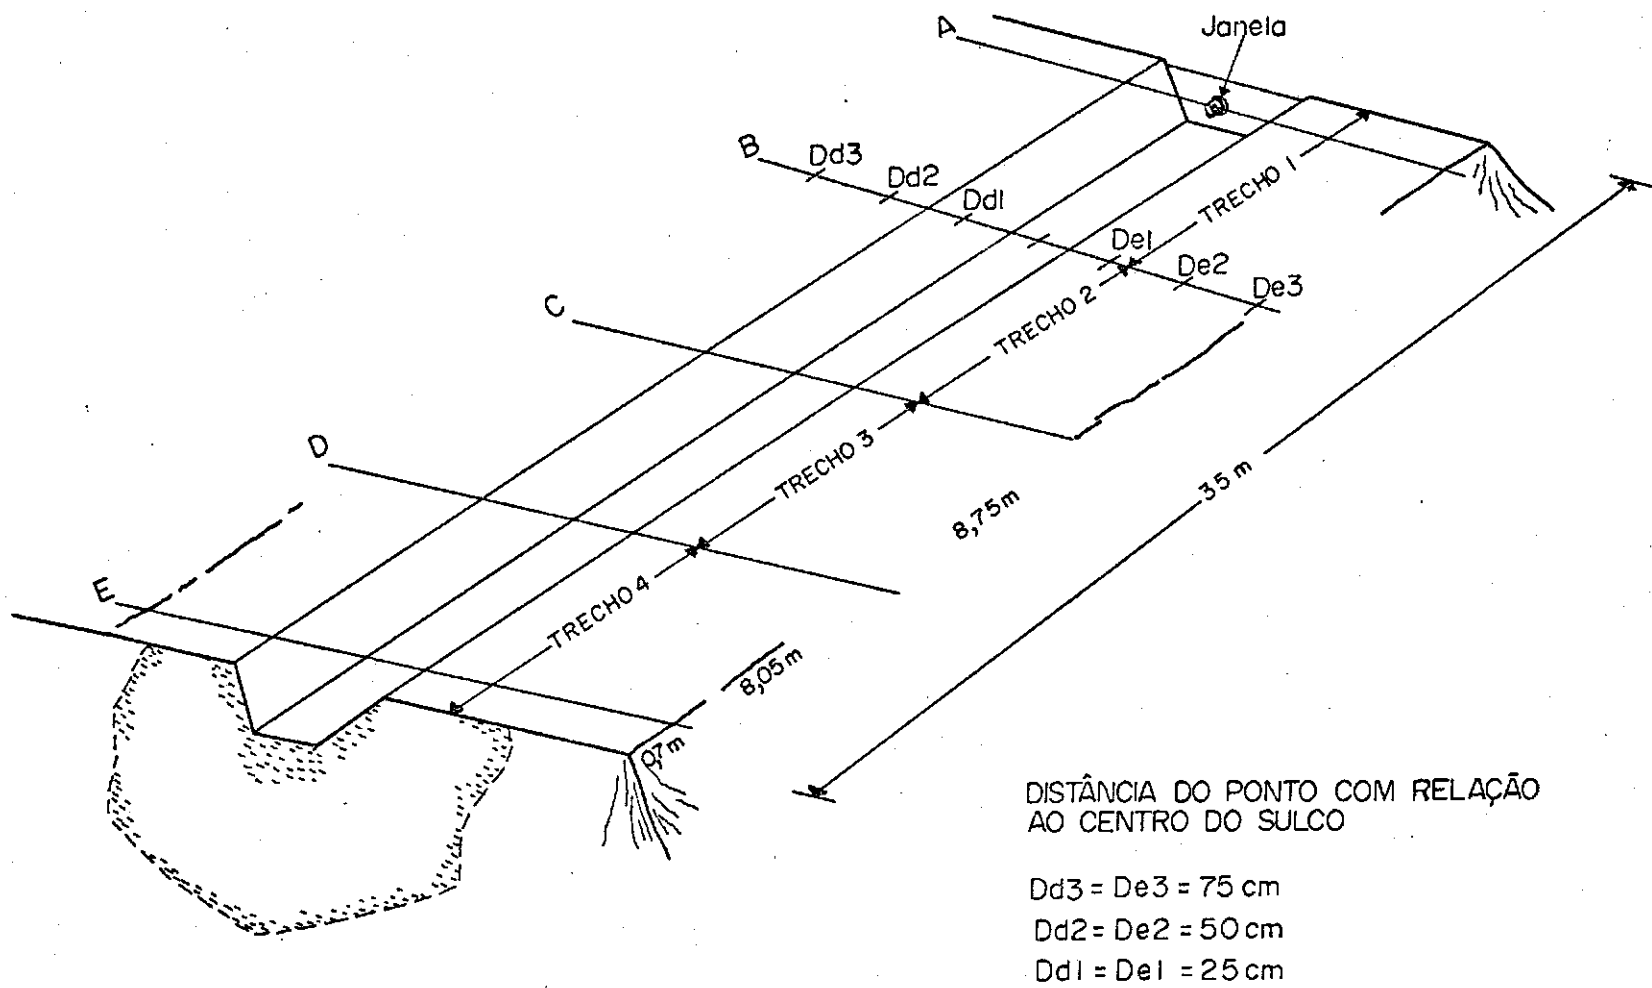 A
Janela
B
Dd3
Dd2
Dd1
De1
De2
De3
TRECHO 1
C
TRECHO 2
D
TRECHO 3
8,75m
35m
E
TRECHO 4
8,05m
0,7m
DISTÂNCIA DO PONTO COM RELAÇÃO
AO CENTRO DO SULCO
Dd3 = De3 = 75 cm
Dd2 = De2 = 50 cm
Dd1 = De1 = 25 cm